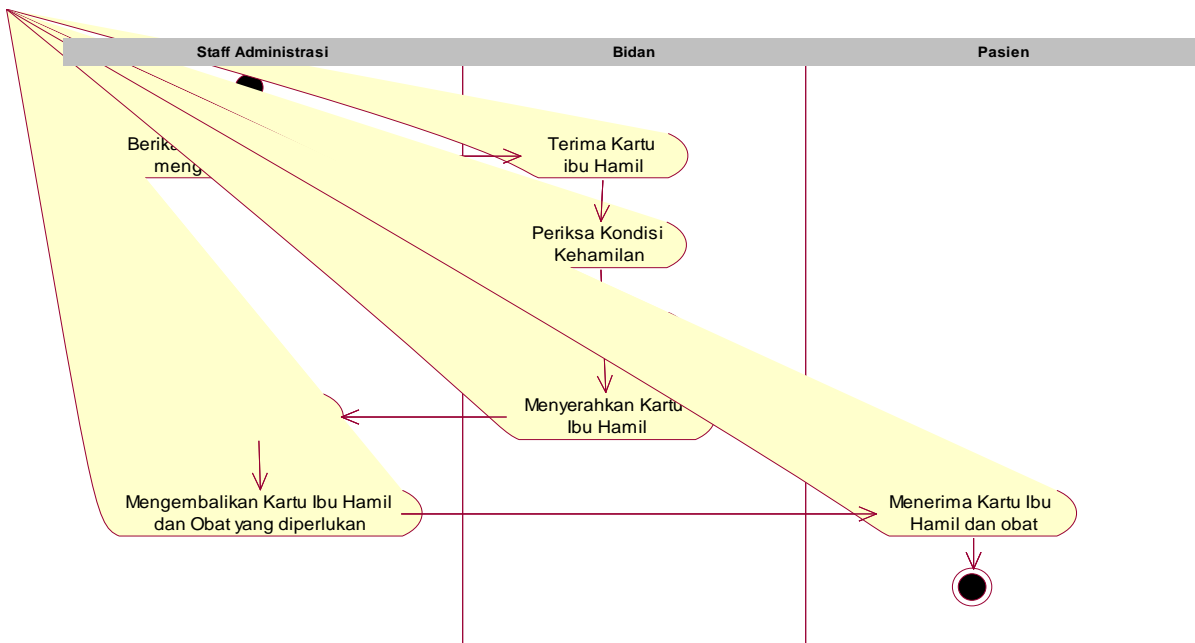 Staff Administrasi
Bidan
Pasien
Terima Kartu
ibu Hamil
Periksa Kondisi
Kehamilan
Menyerahkan Kartu
Ibu Hamil
Mengembalikan Kartu Ibu Hamil
dan Obat yang diperlukan
Menerima Kartu Ibu
Hamil dan obat